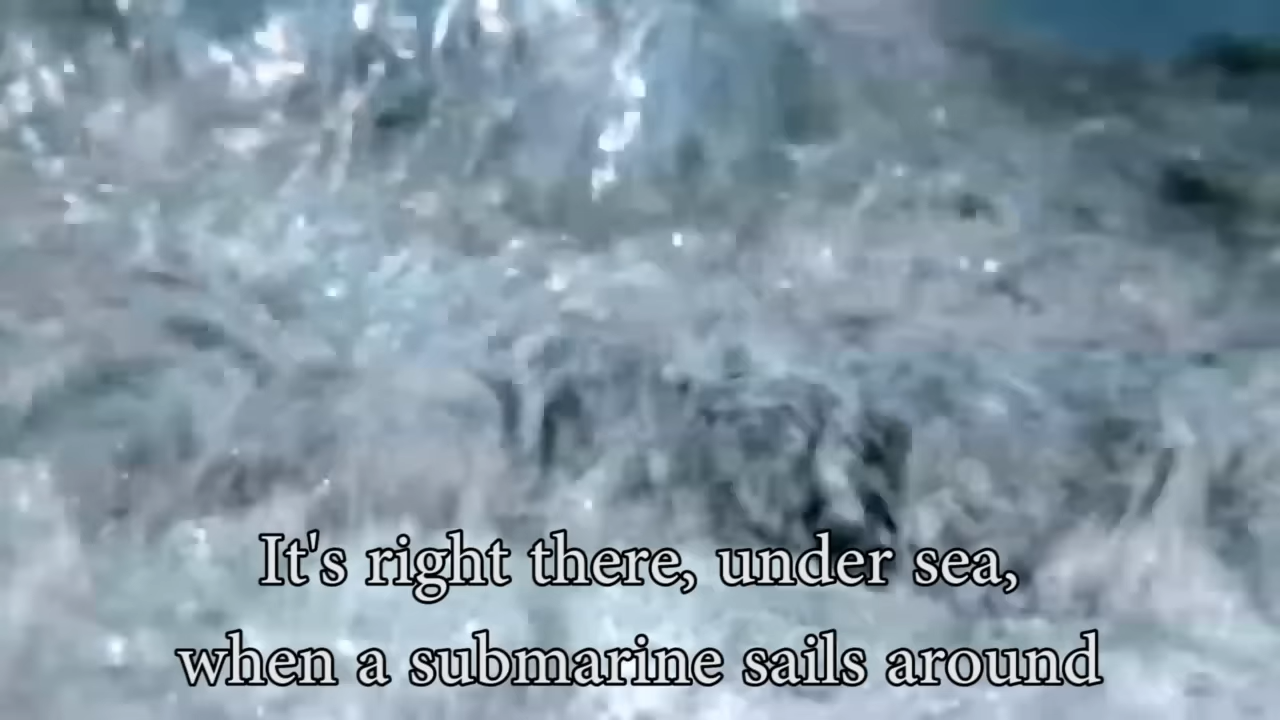 It's right there, under sea,
when a submarine sails around